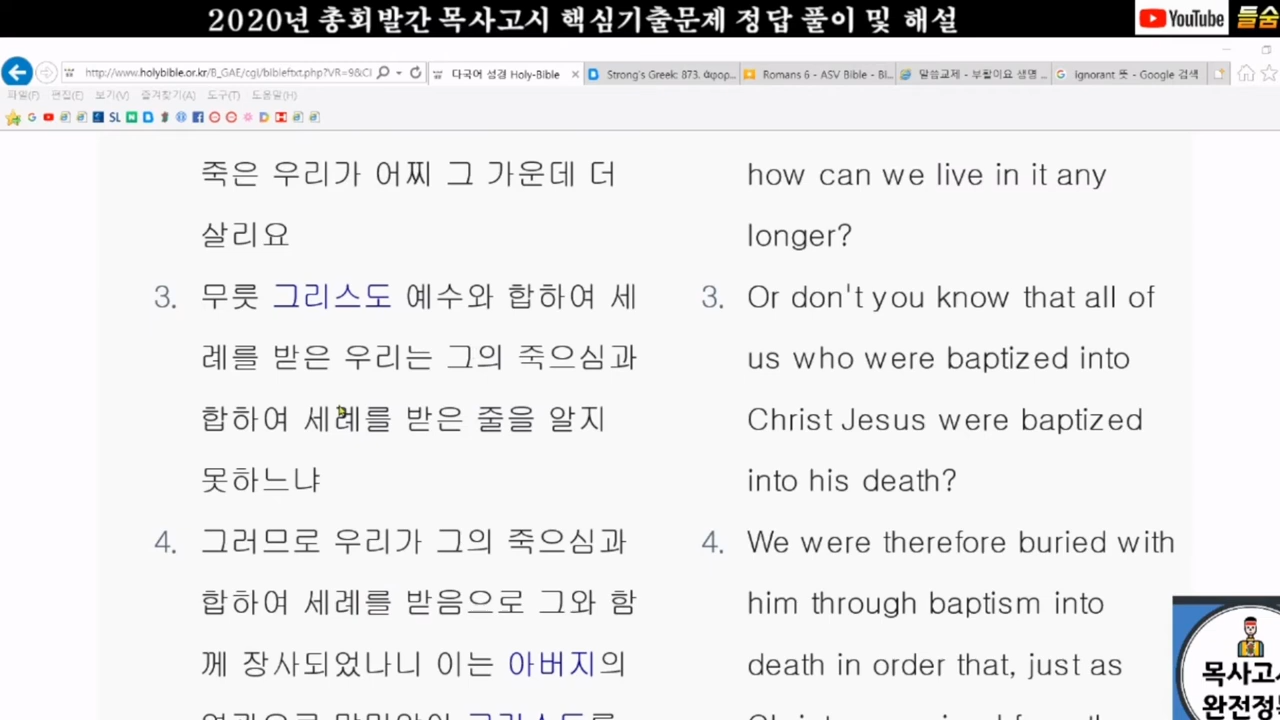 2020년 총회발간 목사고시 핵심기출문제 정답 풀이 및 해설
YouTube 들숨
http://www.holybible.or.kr/B_GAE/cgi/bibleftxt.php?VR=9&CI
다국어 성경 Holy-Bible
Strong's Greek: 873. Φφορ...
Romans 6 - ASV Bible - Bl...
말씀교제 - 부활이요 생명 ...
ignorant 뜻 - Google 검색
파일(F) 편집(E) 보기(V) 즐겨찾기(A) 도구(T) 도움말(H)
죽은 우리가 어찌 그 가운데 더
살리요
3. 무릇 그리스도 예수와 합하여 세
례를 받은 우리는 그의 죽으심과
합하여 세례를 받은 줄을 알지
못하느냐
4. 그러므로 우리가 그의 죽으심과
합하여 세례를 받음으로 그와 함
께 장사되었나니 이는 아버지의
how can we live in it any
longer?
3. Or don't you know that all of
us who were baptized into
Christ Jesus were baptized
into his death?
4. We were therefore buried with
him through baptism into
death in order that, just as
목사고시
완전정복